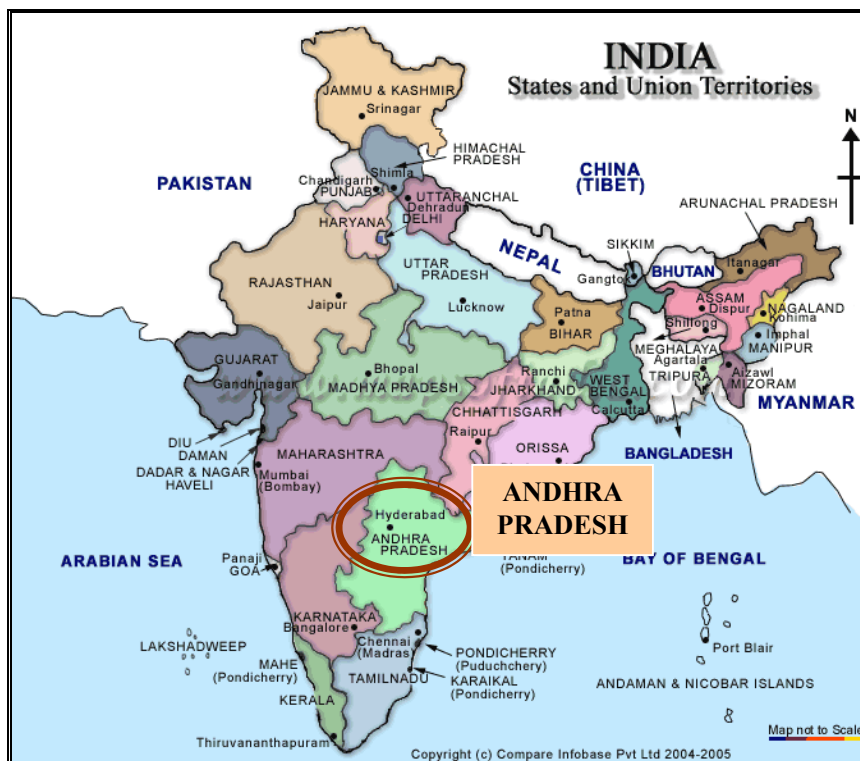 INDIA
States and Union Territories
N
JAMMU & KASHMIR
Srinagar
HIMACHAL
PRADESH
CHINA
(TIBET)
PAKISTAN
Chandigarh
PUNJAB
Shimla
UTTARANCHAL
Dehradun
DELHI
HARYANA
ARUNACHAL PRADESH
RAJASTHAN
Jaipur
UTTAR
PRADESH
Lucknow
NEPAL
SIKKIM
Gangtok
BHUTAN
Itanagar
ASSAM
Dispur
NAGALAND
Kohima
Shillong
MEGHALAYA
Imphal
MANIPUR
Agartala
TRIPURA
Aizawl
MIZORAM
MYANMAR
Patna
BIHAR
GUJARAT
Gandhinagar
Bhopal
MADHYA PRADESH
Ranchi
JHARKHAND
WEST
BENGAL
Calcutta
CHHATTISGARH
Raipur
ORISSA
BANGLADESH
DIU
DAMAN
DADAR & NAGAR
HAVELI
MAHARASHTRA
Mumbai
(Bombay)
Hyderabad
ANDHRA
PRADESH
ANDHRA
PRADESH
YANAM
(Pondicherry)
ARABIAN SEA
BAY OF BENGAL
Panaji
GOA
KARNATAKA
Bangalore
Chennai
(Madras)
PONDICHERRY
(Puduchchery)
LAKSHADWEEP
MAHE
(Pondicherry)
TAMILNADU
KARAIKAL
(Pondicherry)
KERALA
Port Blair
ANDAMAN & NICOBAR ISLANDS
Thiruvananthapuram
Map not to Scale
Copyright (c) Compare Infobase Pvt Ltd 2004-2005